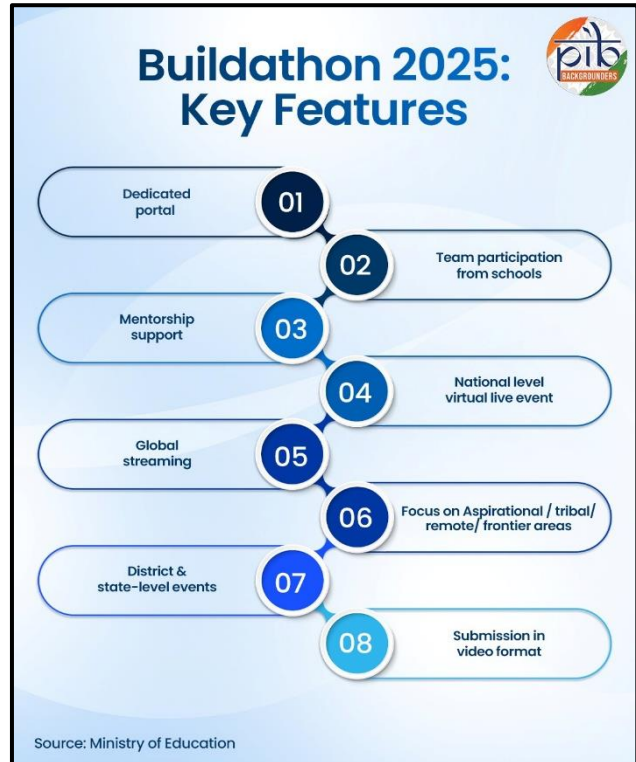 pib
BACKGROUNDERS
Buildathon 2025:
Key Features
Dedicated
portal
01
02
Team participation
from schools
Mentorship
support
03
04
National level
virtual live event
Global
streaming
05
06
Focus on Aspirational / tribal/
remote/ frontier areas
District &
state-level events
07
08
Submission in
video format
Source: Ministry of Education